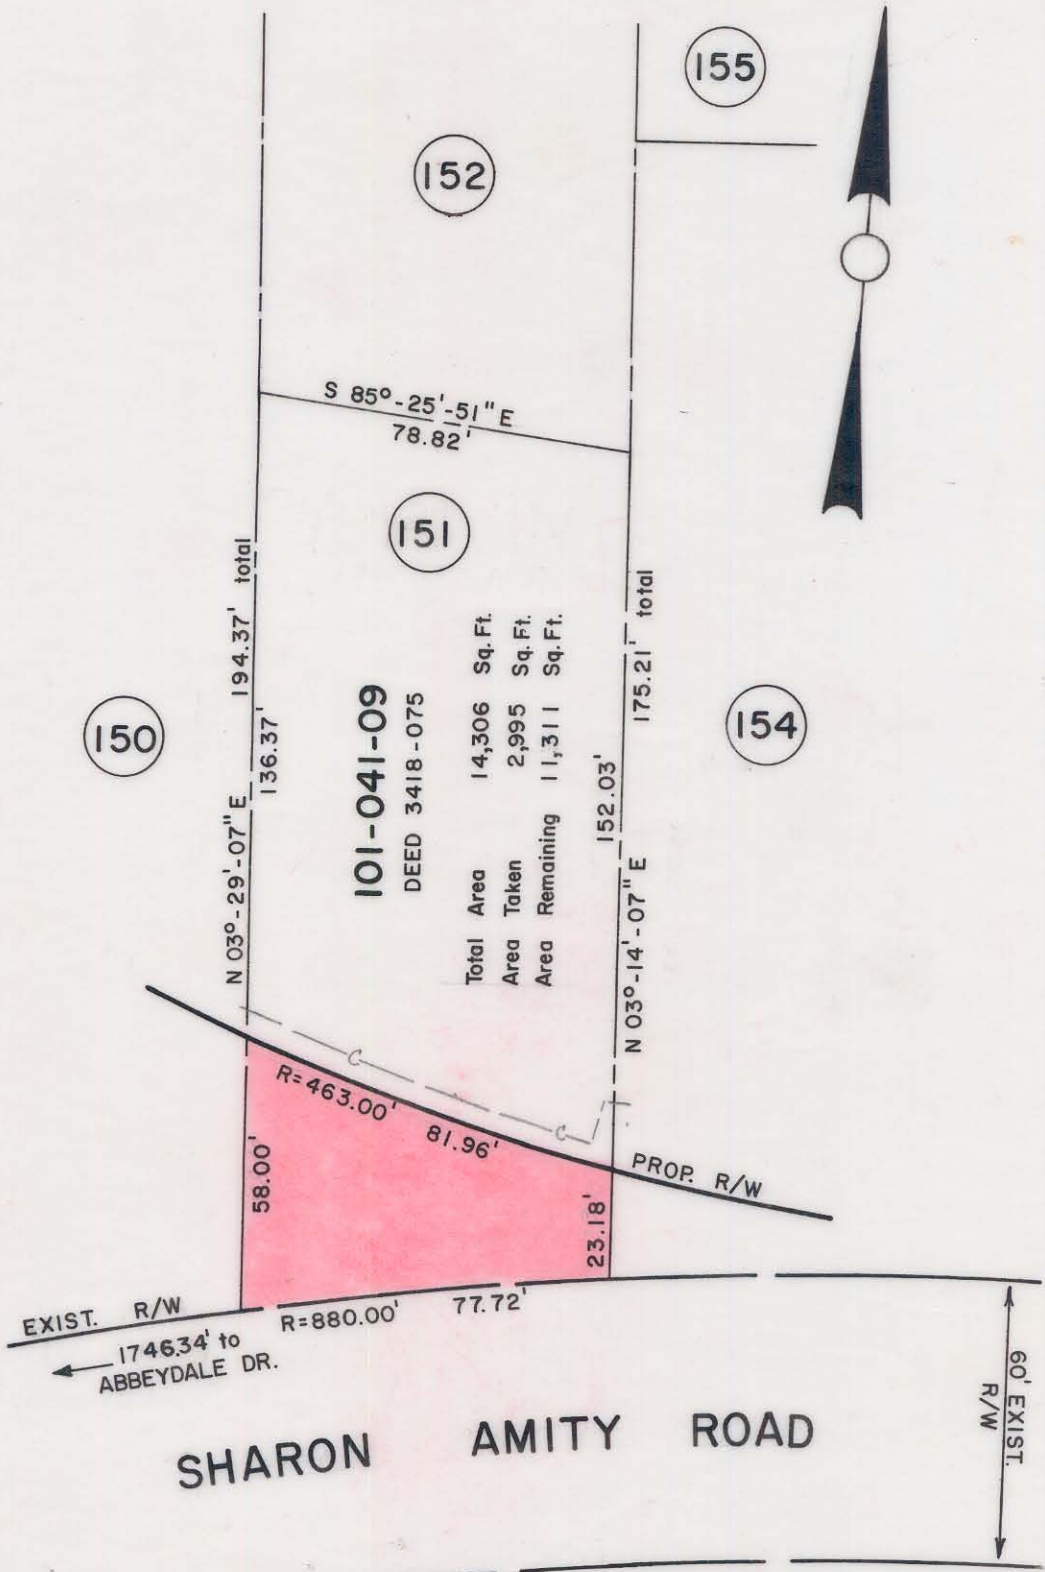 155
152
S 85°-25'-51" E
78.82'
151
194.37' total
136.37'
N 03°-29'-07" E
150
101-041-09
DEED 3418-075
Total Area 14,306 Sq. Ft.
Area Taken 2,995 Sq. Ft.
Area Remaining 11,311 Sq. Ft.
175.21' total
152.03'
N 03°-14'-07" E
154
C
C
R=463.00'
81.96'
58.00'
23.18'
PROP. R/W
EXIST. R/W
R=880.00'
77.72'
1746.34' to
ABBEYDALE DR.
60' EXIST.
R/W
SHARON AMITY ROAD